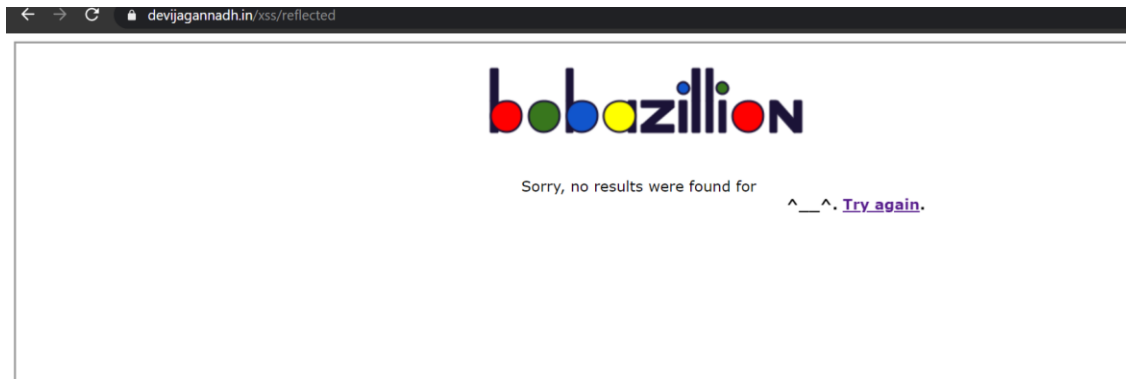 devijagannadh.in/xss/reflected
bobazillion
Sorry, no results were found for
^__^. Try again.